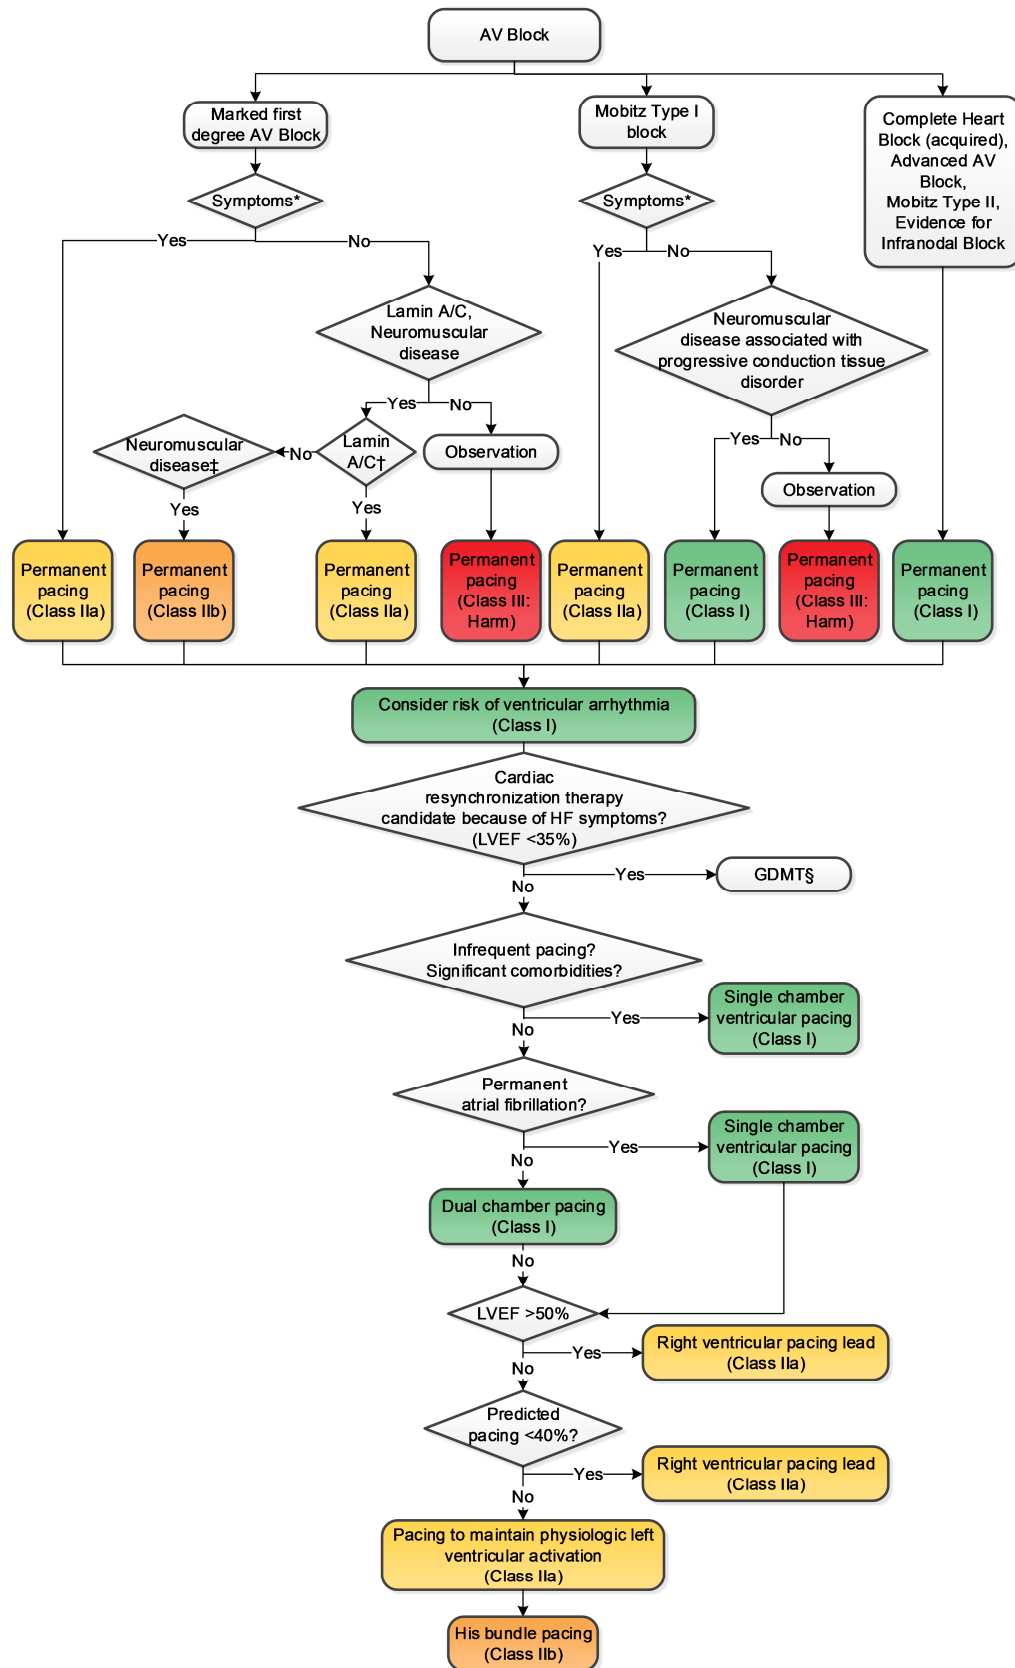 AV Block
Marked first
degree AV Block
Mobitz Type I
block
Complete Heart
Block (acquired),
Advanced AV
Block,
Mobitz Type II,
Evidence for
Infranodal Block
Symptoms*
Symptoms*
Yes
No
Yes
No
Lamin A/C,
Neuromuscular
disease
Neuromuscular
disease associated with
progressive conduction tissue
disorder
Yes
No
Neuromuscular
disease‡
No
Lamin
A/C†
Observation
Yes
No
Observation
Yes
Yes
Permanent
pacing
(Class IIa)
Permanent
pacing
(Class IIb)
Permanent
pacing
(Class IIa)
Permanent
pacing
(Class III:
Harm)
Permanent
pacing
(Class IIa)
Permanent
pacing
(Class I)
Permanent
pacing
(Class III:
Harm)
Permanent
pacing
(Class I)
Consider risk of ventricular arrhythmia
(Class I)
Cardiac
resynchronization therapy
candidate because of HF symptoms?
(LVEF <35%)
Yes
GDMT§
No
Infrequent pacing?
Significant comorbidities?
Yes
Single chamber
ventricular pacing
(Class I)
No
Permanent
atrial fibrillation?
Yes
Single chamber
ventricular pacing
(Class I)
No
Dual chamber pacing
(Class I)
No
LVEF >50%
Yes
Right ventricular pacing lead
(Class IIa)
No
Predicted
pacing <40%?
Yes
Right ventricular pacing lead
(Class IIa)
No
Pacing to maintain physiologic left
ventricular activation
(Class IIa)
His bundle pacing
(Class IIb)